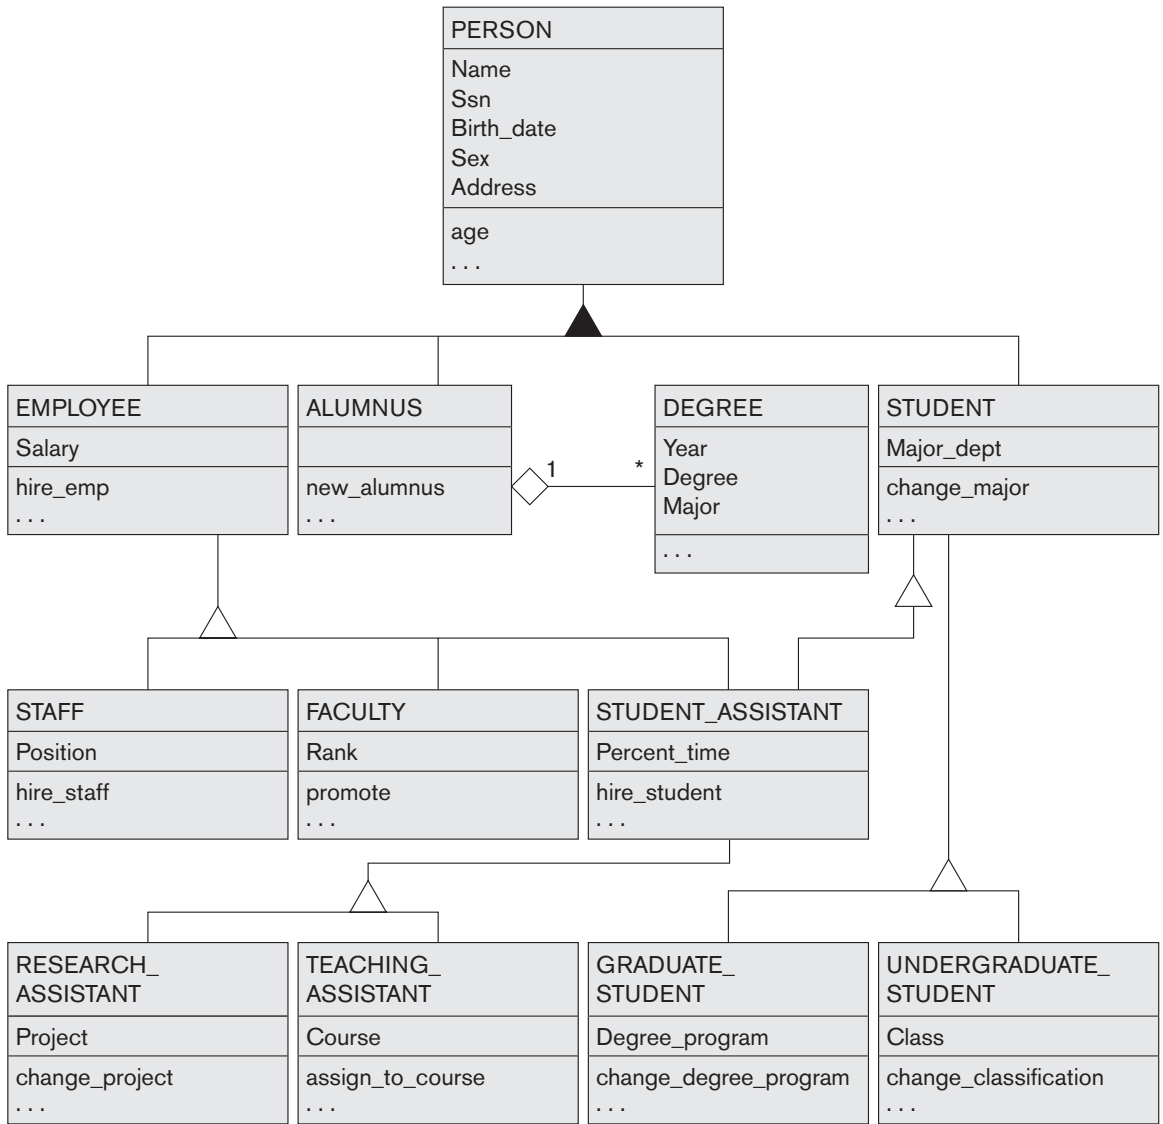 PERSON
Name
Ssn
Birth_date
Sex
Address
age
. . .
EMPLOYEE
Salary
hire_emp
. . .
ALUMNUS
new_alumnus
. . .
1
*
DEGREE
Year
Degree
Major
. . .
STUDENT
Major_dept
change_major
. . .
STAFF
Position
hire_staff
. . .
FACULTY
Rank
promote
. . .
STUDENT_ASSISTANT
Percent_time
hire_student
. . .
RESEARCH_
ASSISTANT
Project
change_project
. . .
TEACHING_
ASSISTANT
Course
assign_to_course
. . .
GRADUATE_
STUDENT
Degree_program
change_degree_program
. . .
UNDERGRADUATE_
STUDENT
Class
change_classification
. . .